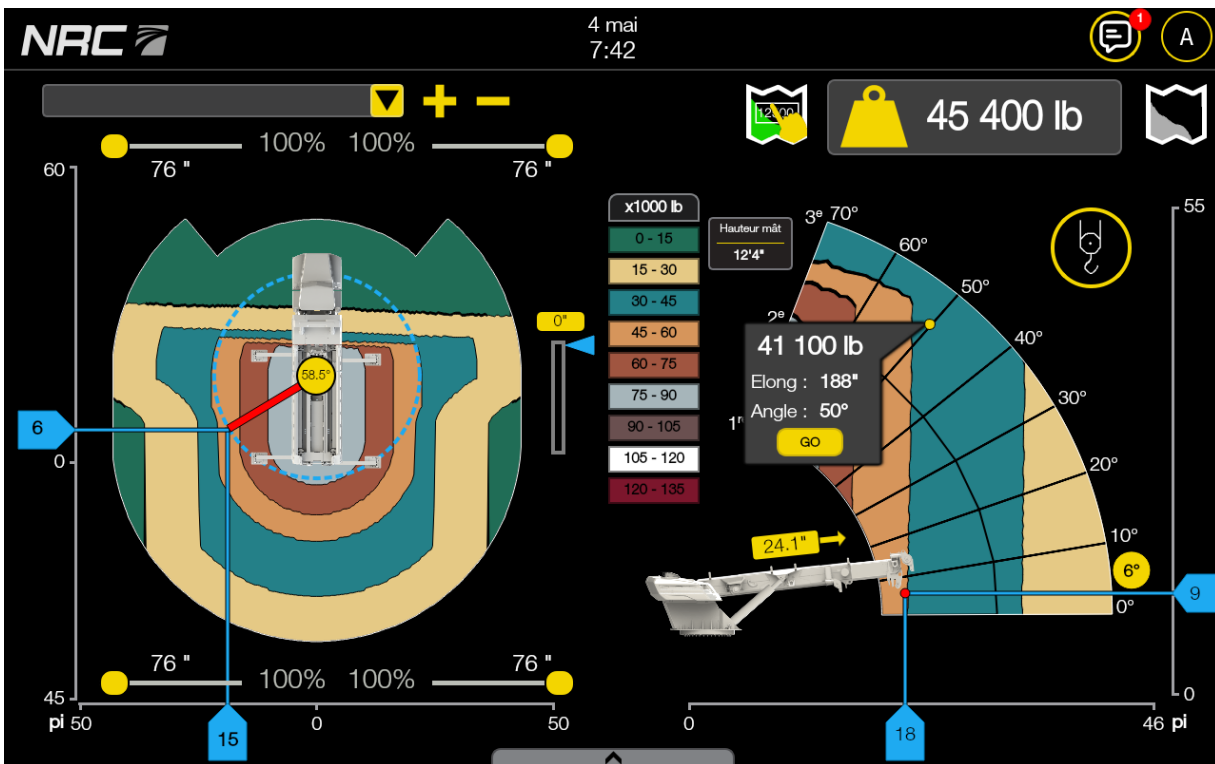 NRC
4 mai
7:42
1
A
12500
45 400 lb
100% 100%
76 " 76 "
60
0
45
pi 50 0 50
6
15
58.5°
0"
76 " 76 "
100% 100%
x1000 lb
0 - 15
15 - 30
30 - 45
45 - 60
60 - 75
75 - 90
90 - 105
105 - 120
120 - 135
Hauteur mât
12'4"
3e 70°
60°
50°
40°
30°
20°
10°
6°
0°
2e
41 100 lb
Elong : 188"
Angle : 50°
GO
24.1"
55
9
0
0 46 pi
18